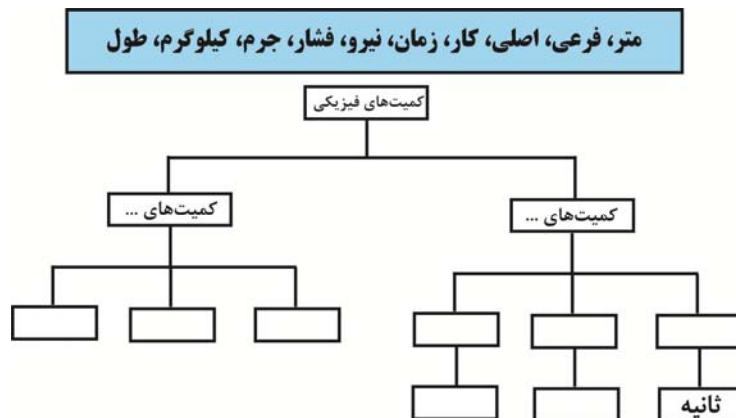 متر، فرعی، اصلی، کار، زمان، نیرو، فشار، جرم، کیلوگرم، طول
کمیت‌های فیزیکی
کمیت‌های ...
کمیت‌های ...
ثانیه